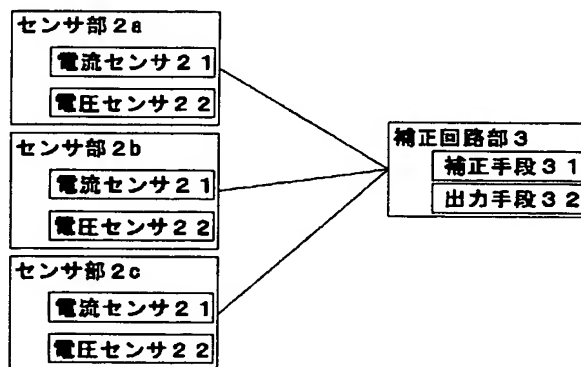 センサ部2a
電流センサ21
電圧センサ22
センサ部2b
電流センサ21
電圧センサ22
センサ部2c
電流センサ21
電圧センサ22
補正回路部3
補正手段31
出力手段32